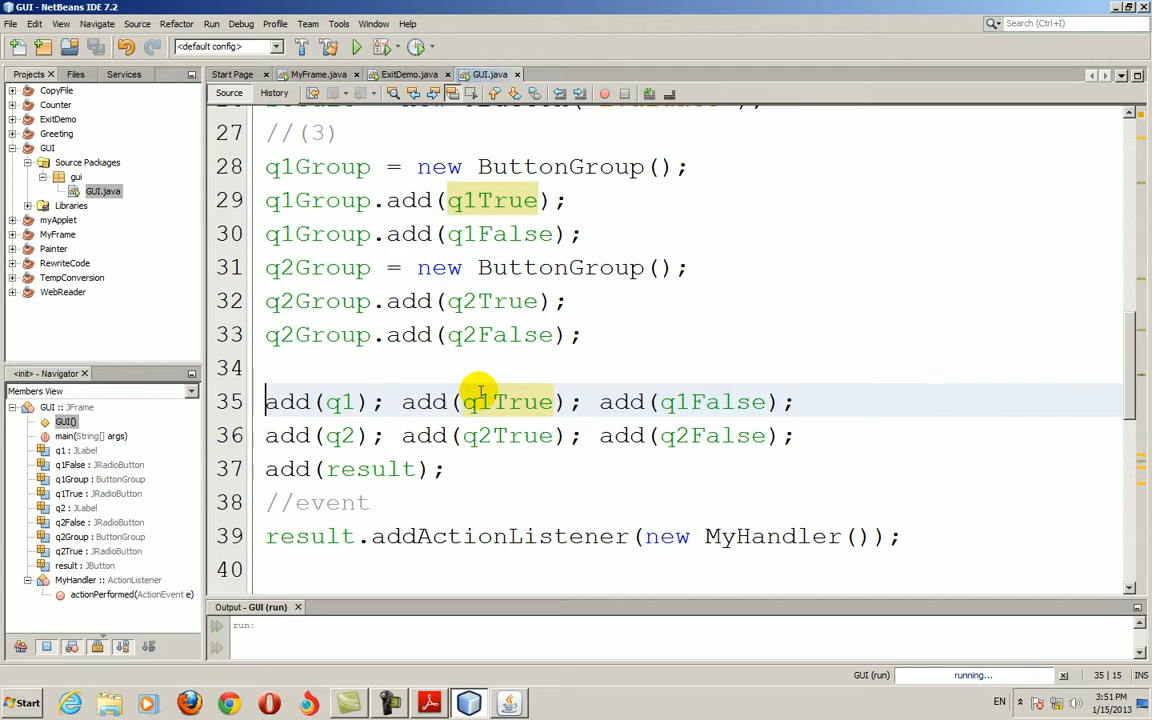 GUI - NetBeans IDE 7.2
File Edit View Navigate Source Refactor Run Debug Profile Team Tools Window Help
<default config>
Search (Ctrl+I)
Projects Files Services
Start Page MyFrame.java ExitDemo.java GUI.java
Source History
CopyFile
Counter
ExitDemo
Greeting
GUI
Source Packages
gui
GUI.java
Libraries
myApplet
MyFrame
Painter
RewriteCode
TempConversion
WebReader
27 //(3)
28 q1Group = new ButtonGroup();
29 q1Group.add(q1True);
30 q1Group.add(q1False);
31 q2Group = new ButtonGroup();
32 q2Group.add(q2True);
33 q2Group.add(q2False);
34
35 add(q1); add(q1True); add(q1False);
36 add(q2); add(q2True); add(q2False);
37 add(result);
38 //event
39 result.addActionListener(new MyHandler());
40
<init> - Navigator
Members View
GUI :: JFrame
GUI()
main(String[] args)
q1 : JLabel
q1False : JRadioButton
q1Group : ButtonGroup
q1True : JRadioButton
q2 : JLabel
q2False : JRadioButton
q2Group : ButtonGroup
q2True : JRadioButton
result : JButton
MyHandler :: ActionListener
actionPerformed(ActionEvent e)
Output - GUI (run)
run:
GUI (run) running... 35 | 15 INS
Start
EN
3:51 PM
1/15/2013